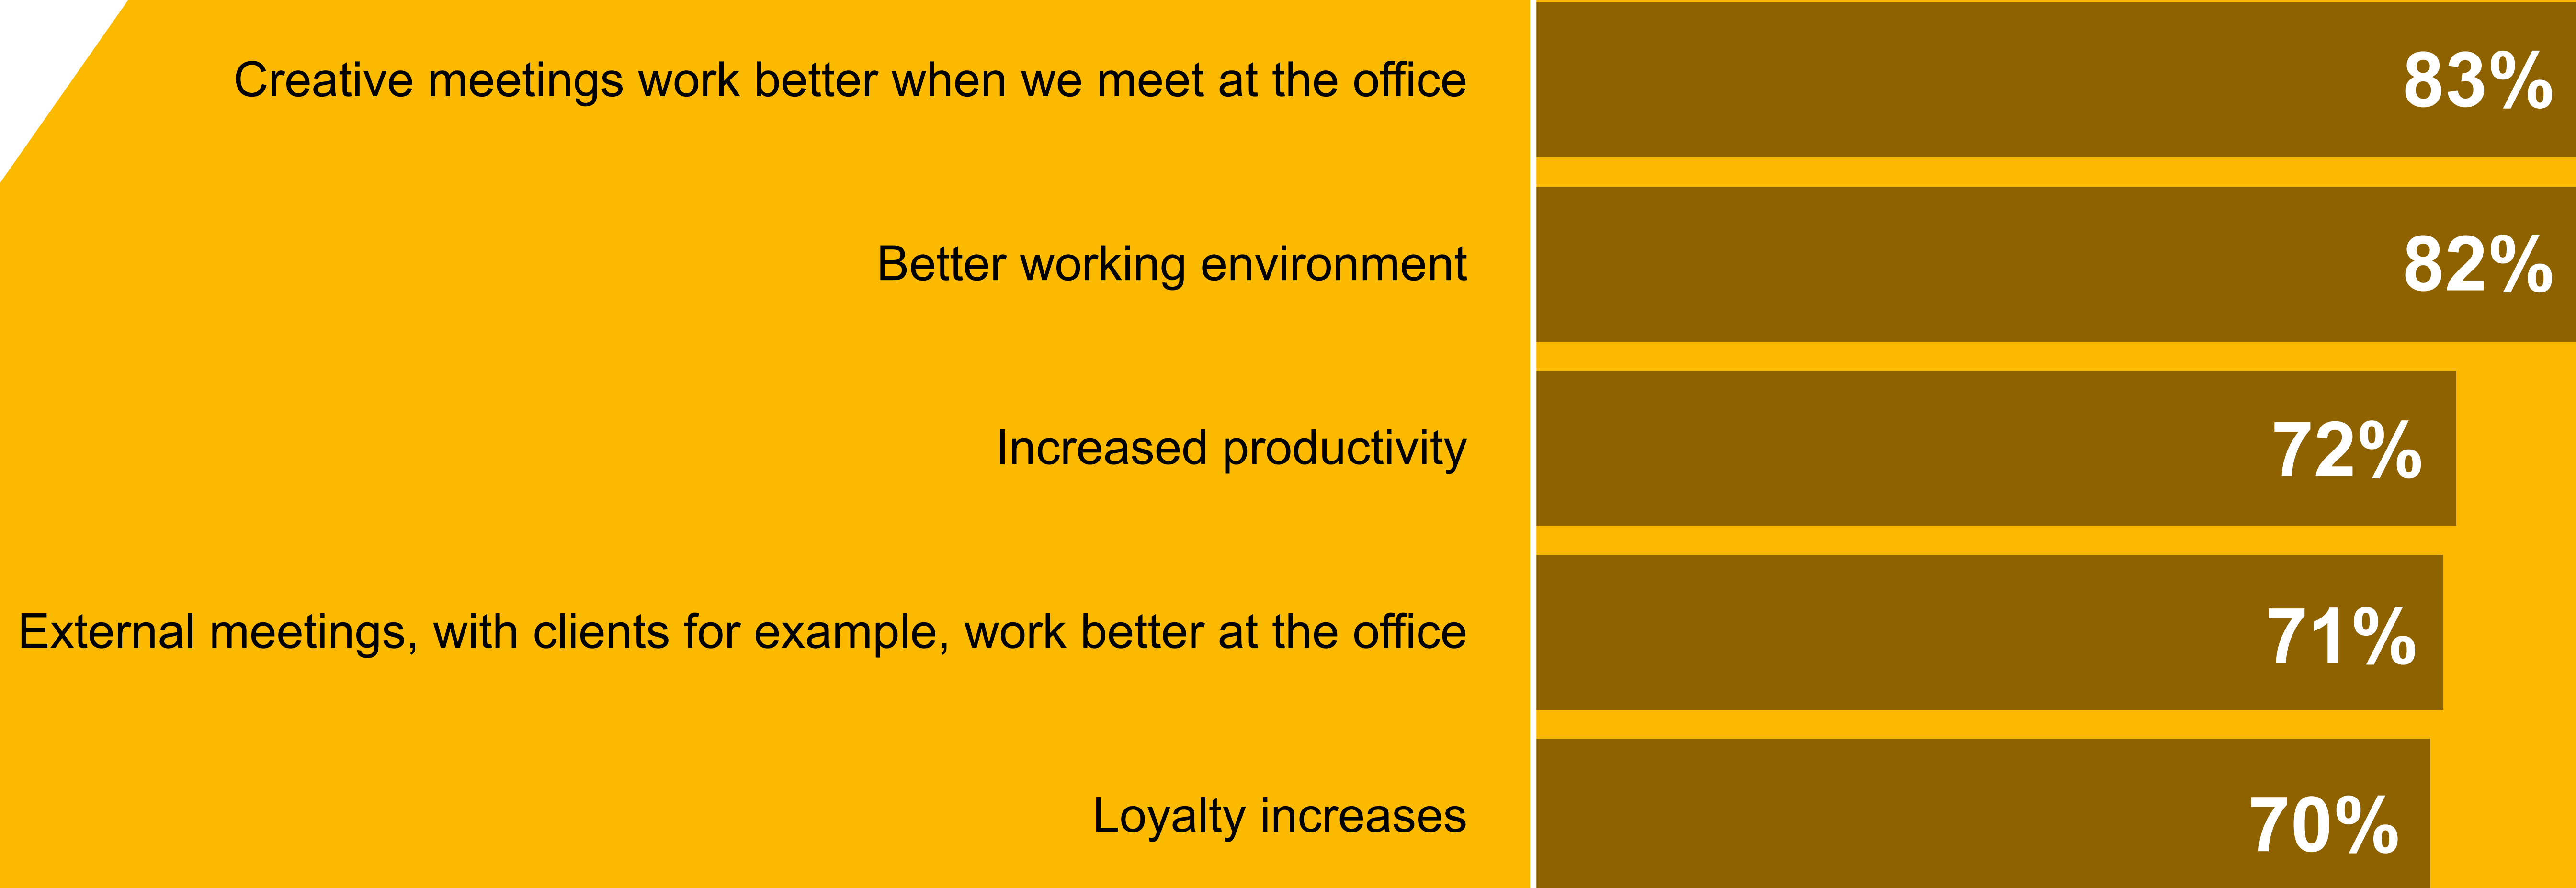 Creative meetings work better when we meet at the office 83%
Better working environment 82%
Increased productivity 72%
External meetings, with clients for example, work better at the office 71%
Loyalty increases 70%